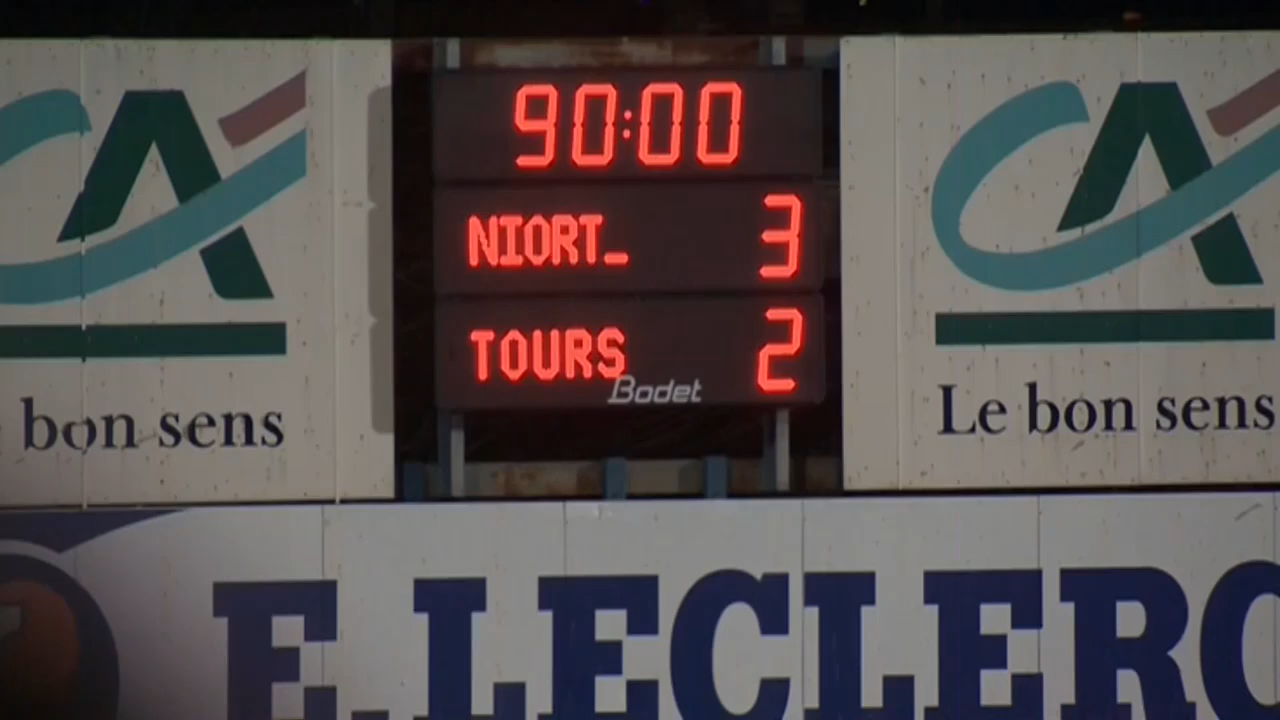 CA
CA
90:00
NIORT_ 3
TOURS 2
Bodet
bon sens
Le bon sens
E.LECLERC